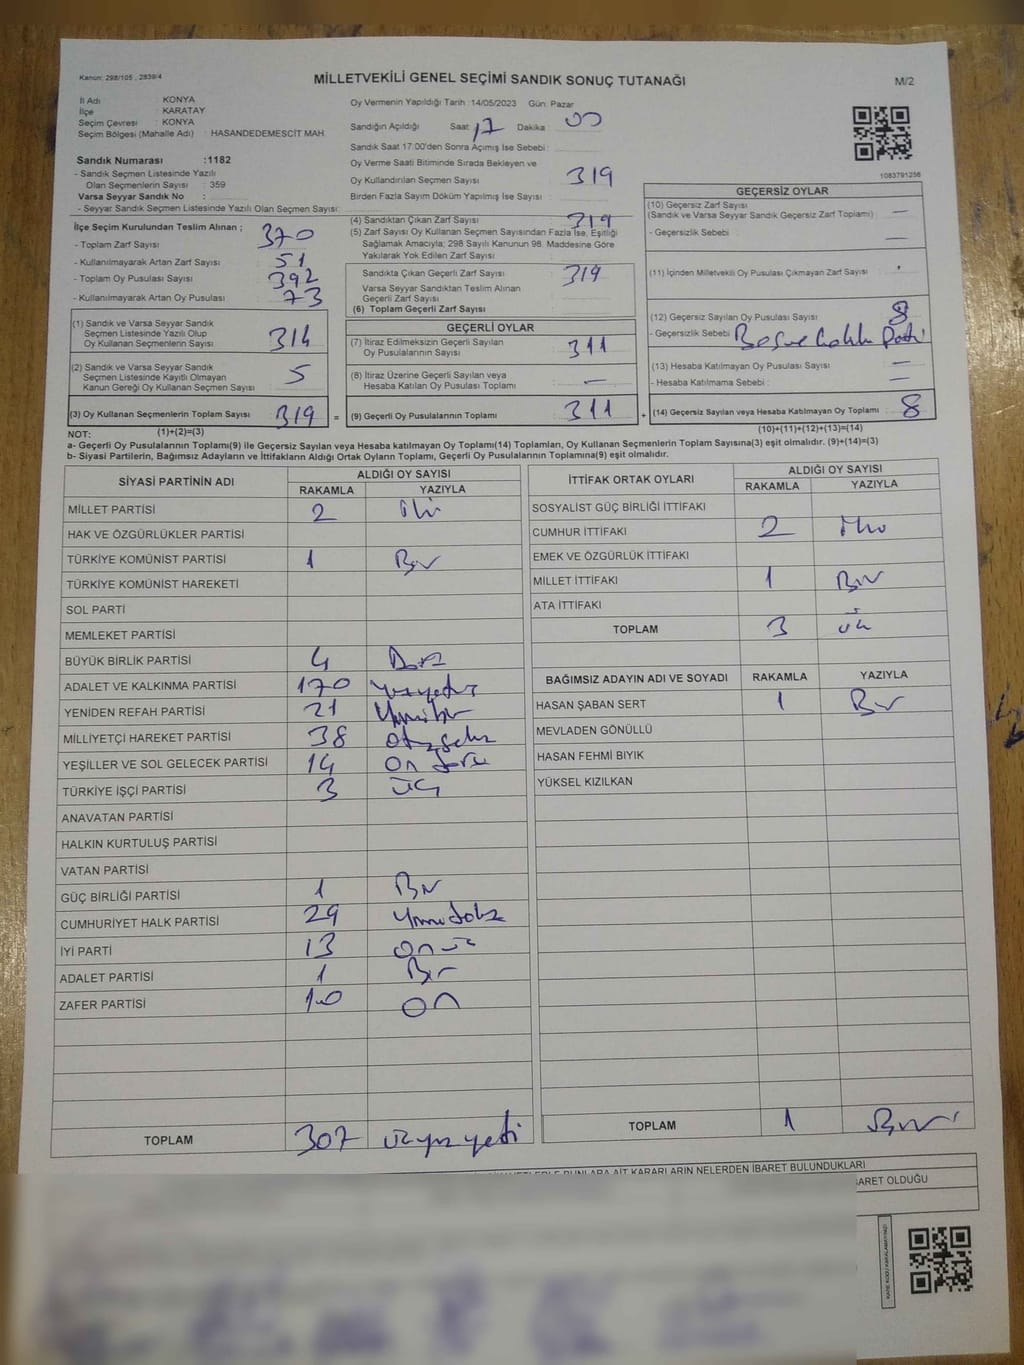 Kanun: 298/105 , 2839/4
MİLLETVEKİLİ GENEL SEÇİMİ SANDIK SONUÇ TUTANAĞI
M/2
İl Adı : KONYA
İlçe : KARATAY
Seçim Çevresi : KONYA
Seçim Bölgesi (Mahalle Adı) : HASANDEDEMESCİT MAH.
Sandık Numarası :1182
- Sandık Seçmen Listesinde Yazılı
Olan Seçmenlerin Sayısı : 359
Varsa Seyyar Sandık No :
- Seyyar Sandık Seçmen Listesinde Yazılı Olan Seçmen Sayısı:
Oy Vermenin Yapıldığı Tarih :14/05/2023 Gün: Pazar
Sandığın Açıldığı Saat 17 Dakika 00
Sandık Saat 17:00'den Sonra Açımış İse Sebebi :
Oy Verme Saati Bitiminde Sırada Bekleyen ve
Oy Kullandırılan Seçmen Sayısı 319
Birden Fazla Sayım Döküm Yapılmış İse Sayısı :
1083791256
İlçe Seçim Kurulundan Teslim Alınan ;
- Toplam Zarf Sayısı 370
- Kullanılmayarak Artan Zarf Sayısı 51
- Toplam Oy Pusulası Sayısı 392
- Kullanılmayarak Artan Oy Pusulası 73
(1) Sandık ve Varsa Seyyar Sandık
Seçmen Listesinde Yazılı Olup
Oy Kullanan Seçmenlerin Sayısı 314
(2) Sandık ve Varsa Seyyar Sandık
Seçmen Listesinde Kayıtlı Olmayan
Kanun Gereği Oy Kullanan Seçmen Sayısı 5
(3) Oy Kullanan Seçmenlerin Toplam Sayısı 319 =
(1)+(2)=(3)
(4) Sandıktan Çıkan Zarf Sayısı 319
(5) Zarf Sayısı Oy Kullanan Seçmen Sayısından Fazla İse, Eşitliği
Sağlamak Amacıyla; 298 Sayılı Kanunun 98. Maddesine Göre
Yakılarak Yok Edilen Zarf Sayısı
Sandıkta Çıkan Geçerli Zarf Sayısı 319
Varsa Seyyar Sandıktan Teslim Alınan
Geçerli Zarf Sayısı
(6) Toplam Geçerli Zarf Sayısı
GEÇERLİ OYLAR
(7) İtiraz Edilmeksizin Geçerli Sayılan
Oy Pusulalarının Sayısı 311
(8) İtiraz Üzerine Geçerli Sayılan veya
Hesaba Katılan Oy Pusulası Toplamı —
(9) Geçerli Oy Pusulalarının Toplamı 311 +
GEÇERSİZ OYLAR
(10) Geçersiz Zarf Sayısı
(Sandık ve Varsa Seyyar Sandık Geçersiz Zarf Toplamı) —
- Geçersizlik Sebebi : —
(11) İçinden Milletvekili Oy Pusulası Çıkmayan Zarf Sayısı
(12) Geçersiz Sayılan Oy Pusulası Sayısı 8
- Geçersizlik Sebebi :
(13) Hesaba Katılmayan Oy Pusulası Sayısı —
- Hesaba Katılmama Sebebi : —
(14) Geçersiz Sayılan veya Hesaba Katılmayan Oy Toplamı 8
(10)+(11)+(12)+(13)=(14)
NOT:
a- Geçerli Oy Pusulalarının Toplamı(9) ile Geçersiz Sayılan veya Hesaba katılmayan Oy Toplamı(14) Toplamları, Oy Kullanan Seçmenlerin Toplam Sayısına(3) eşit olmalıdır. (9)+(14)=(3)
b- Siyasi Partilerin, Bağımsız Adayların ve İttifakların Aldığı Ortak Oyların Toplamı, Geçerli Oy Pusulalarının Toplamına(9) eşit olmalıdır.
SİYASİ PARTİNİN ADI ALDIĞI OY SAYISI
RAKAMLA YAZIYLA
MİLLET PARTİSİ 2 İki
HAK VE ÖZGÜRLÜKLER PARTİSİ
TÜRKİYE KOMÜNİST PARTİSİ 1 Bir
TÜRKİYE KOMÜNİST HAREKETİ
SOL PARTİ
MEMLEKET PARTİSİ
BÜYÜK BİRLİK PARTİSİ 4
ADALET VE KALKINMA PARTİSİ 170 yüzyetmiş
YENİDEN REFAH PARTİSİ 21 Yirmibir
MİLLİYETÇİ HAREKET PARTİSİ 38 otuzsekiz
YEŞİLLER VE SOL GELECEK PARTİSİ 14 On dört
TÜRKİYE İŞÇİ PARTİSİ 3 üç
ANAVATAN PARTİSİ
HALKIN KURTULUŞ PARTİSİ
VATAN PARTİSİ
GÜÇ BİRLİĞİ PARTİSİ 1 Bir
CUMHURİYET HALK PARTİSİ 29 Yirmidokuz
İYİ PARTİ 13 onüç
ADALET PARTİSİ 1 Bir
ZAFER PARTİSİ 10 on
TOPLAM 307 üçyüzyedi
İTTİFAK ORTAK OYLARI ALDIĞI OY SAYISI
RAKAMLA YAZIYLA
SOSYALİST GÜÇ BİRLİĞİ İTTİFAKI
CUMHUR İTTİFAKI 2 İki
EMEK VE ÖZGÜRLÜK İTTİFAKI
MİLLET İTTİFAKI 1 Bir
ATA İTTİFAKI
TOPLAM 3 üç
BAĞIMSIZ ADAYIN ADI VE SOYADI RAKAMLA YAZIYLA
HASAN ŞABAN SERT 1 Bir
MEVLADEN GÖNÜLLÜ
HASAN FEHMİ BIYIK
YÜKSEL KIZILKAN
TOPLAM 1 Bir
BUNLARA AİT KARARLARIN NELERDEN İBARET BULUNDUKLARI
İBARET OLDUĞU